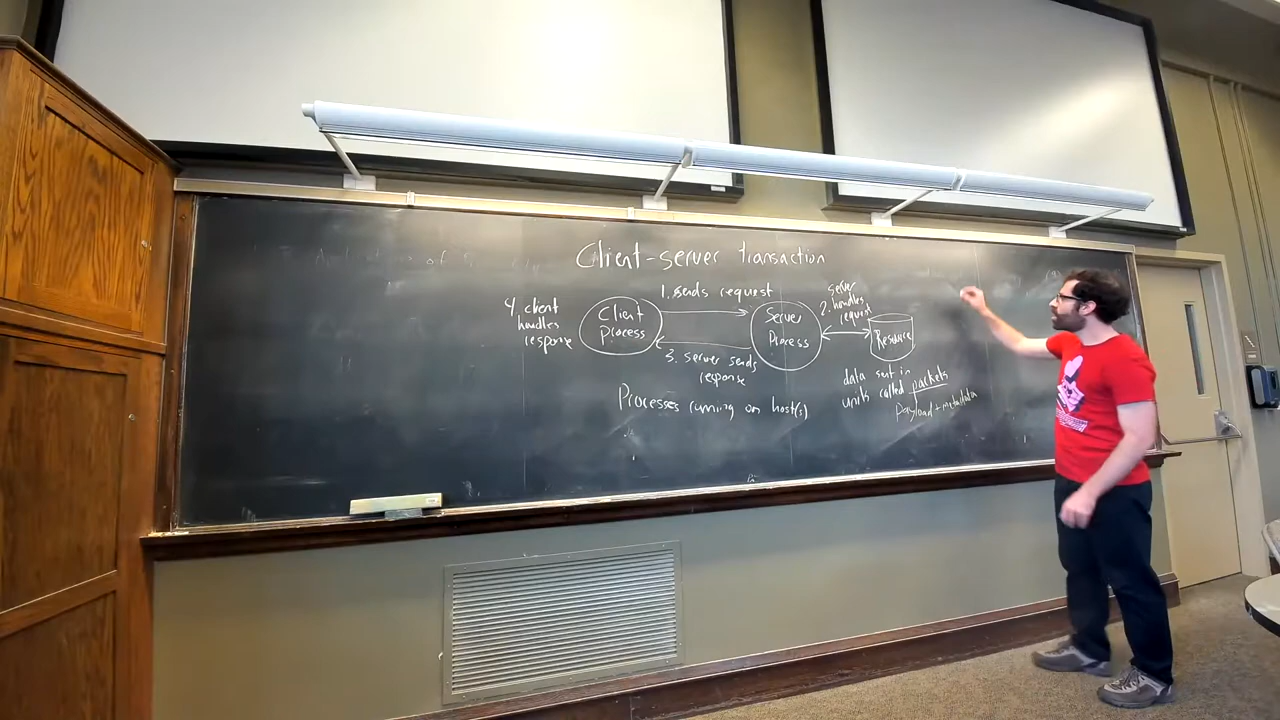 Client-server transaction
1. sends request
4. client
handles
response
Client
process
Server
Process
server
2. handles
request
Resource
3. server sends
response
Processes running on host(s)
data sent in
units called packets
Payload + metadata